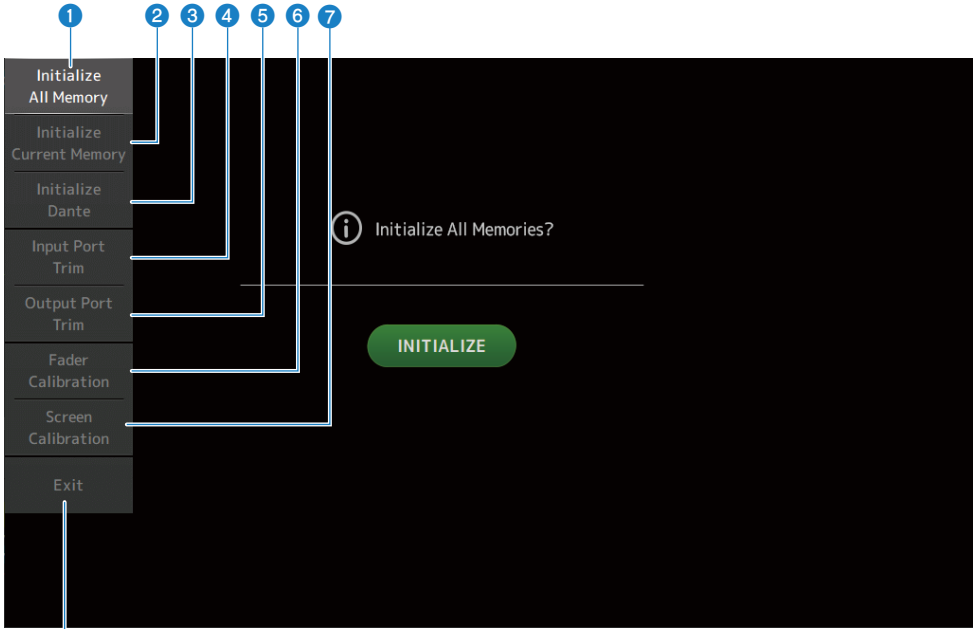 1 2 3 4 5 6 7
Initialize
All Memory
Initialize
Current Memory
Initialize
Dante
Input Port
Trim
Output Port
Trim
Fader
Calibration
Screen
Calibration
Exit
Initialize All Memories?
INITIALIZE